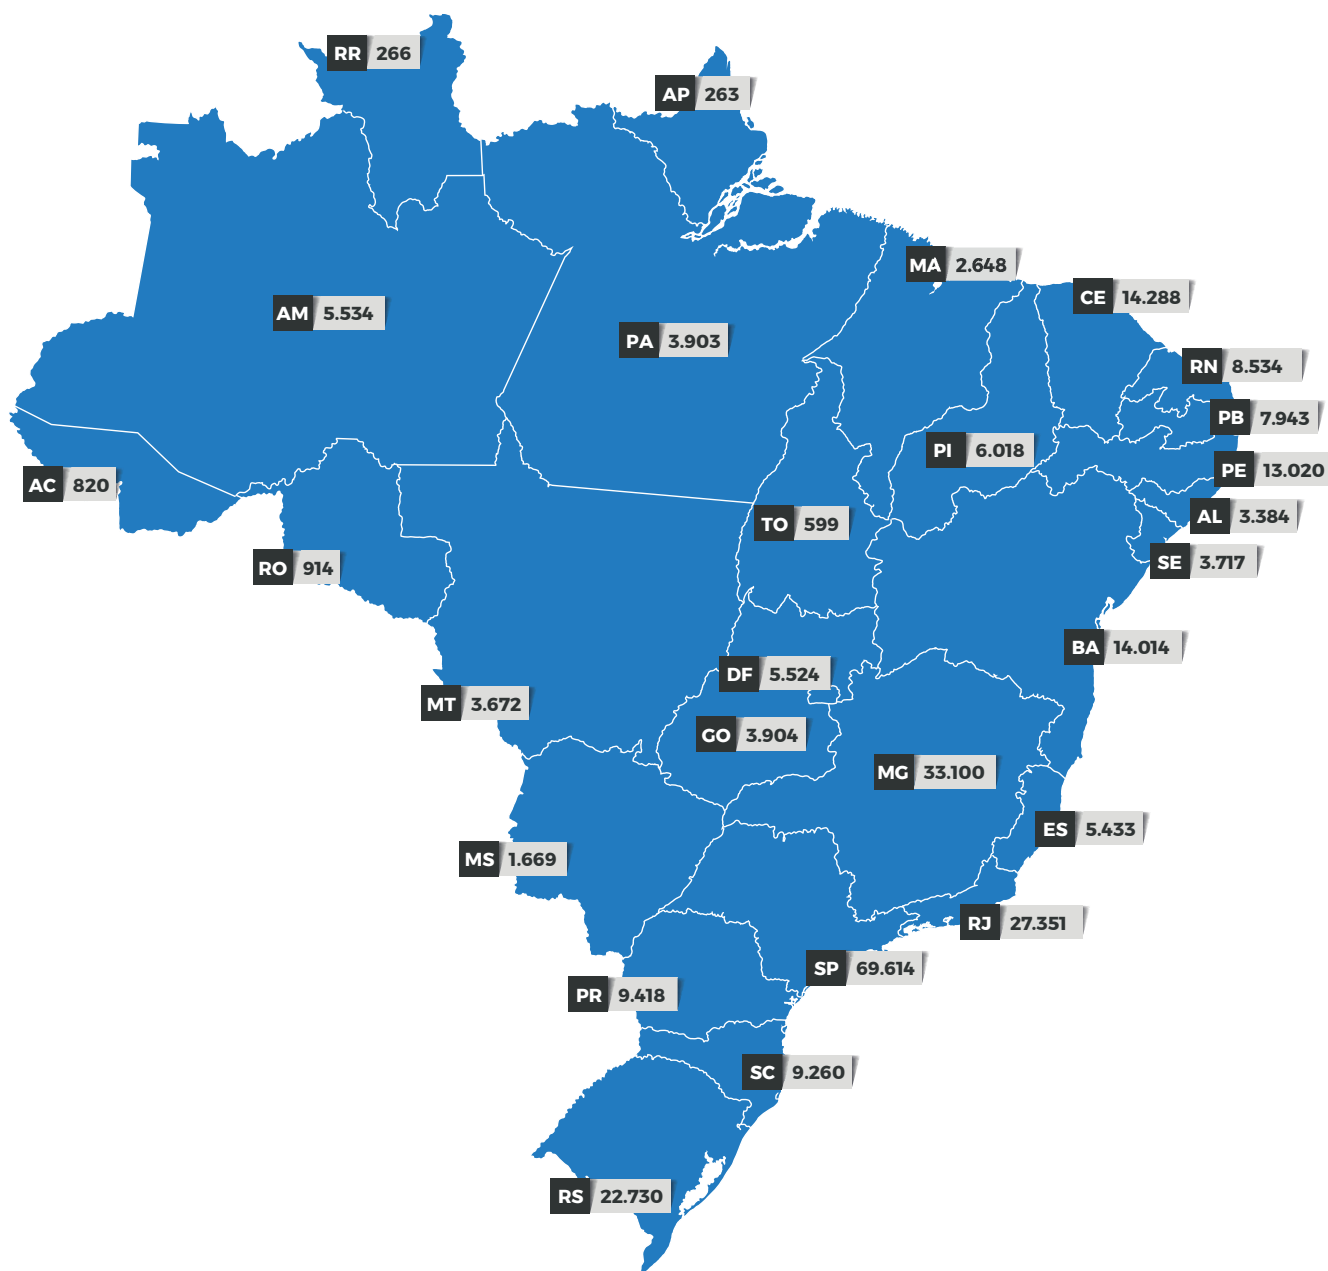 RR 266
AP 263
MA 2.648
CE 14.288
AM 5.534
PA 3.903
RN 8.534
PB 7.943
PI 6.018
PE 13.020
AC 820
AL 3.384
TO 599
SE 3.717
RO 914
BA 14.014
DF 5.524
MT 3.672
GO 3.904
MG 33.100
ES 5.433
MS 1.669
RJ 27.351
SP 69.614
PR 9.418
SC 9.260
RS 22.730